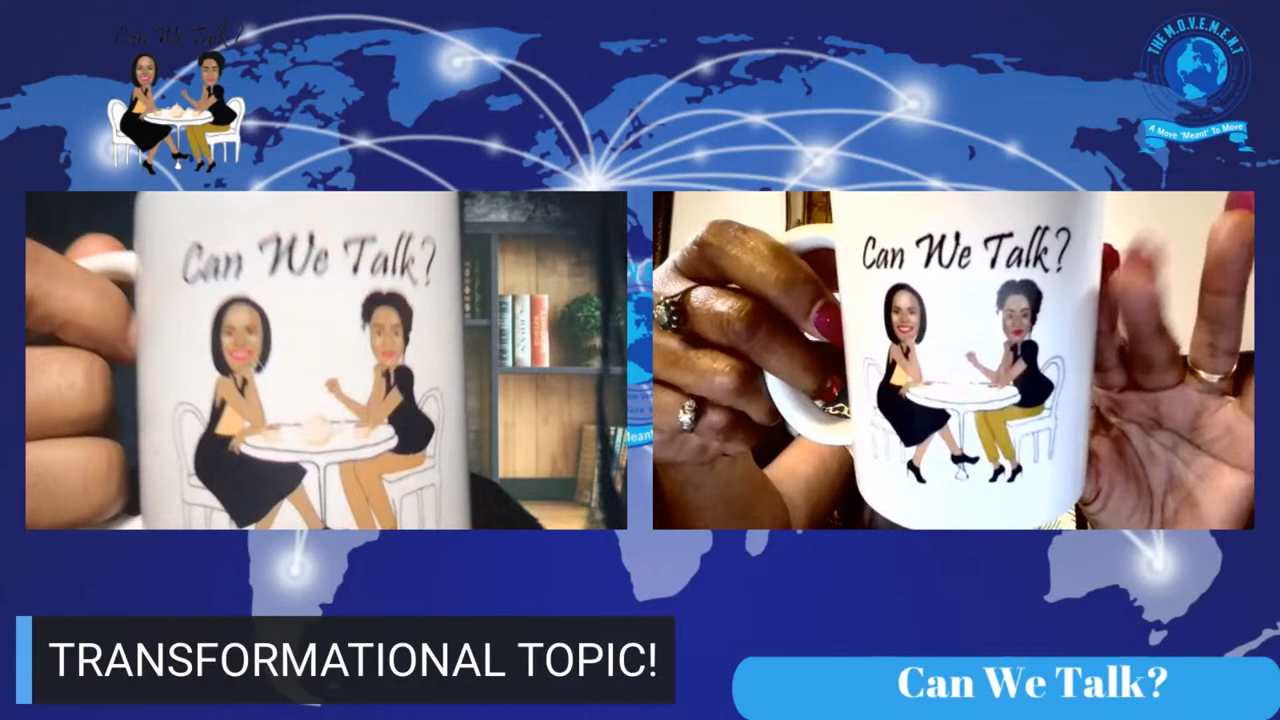 Can We Talk?
THE M.O.V.E.M.E.N.T
A Move "Meant" To Move
Can We Talk?
Can We Talk?
TRANSFORMATIONAL TOPIC!
Can We Talk?